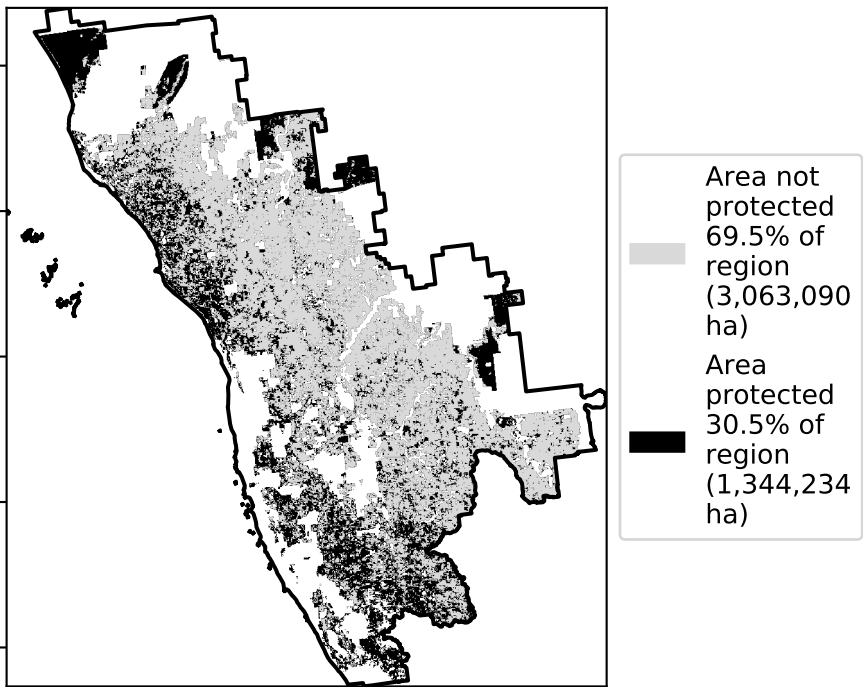 Area not
protected
69.5% of
region
(3,063,090
ha)
Area
protected
30.5% of
region
(1,344,234
ha)